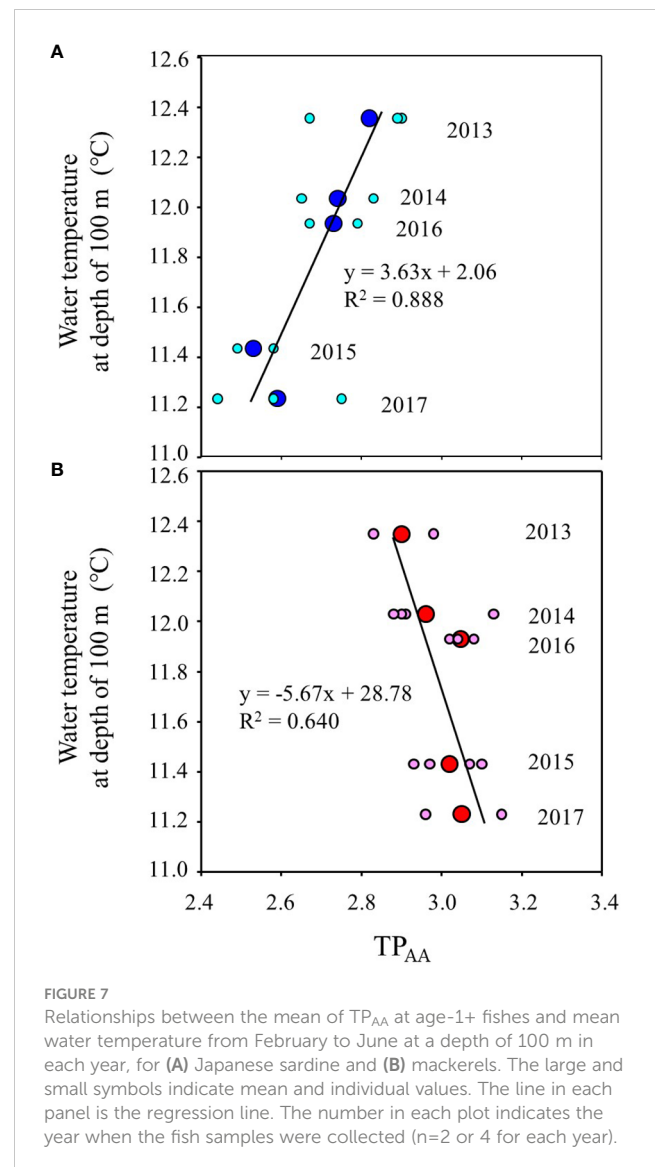 A
12.6
12.4
12.2
12.0
11.8
11.6
11.4
11.2
11.0
Water temperature
at depth of 100 m (°C)
2013
2014
2016
y = 3.63x + 2.06
R² = 0.888
2015
2017
B
12.6
12.4
12.2
12.0
11.8
11.6
11.4
11.2
11.0
Water temperature
at depth of 100 m (°C)
2013
2014
2016
y = -5.67x + 28.78
R² = 0.640
2015
2017
2.4 2.6 2.8 3.0 3.2 3.4
TPAA
FIGURE 7
Relationships between the mean of TPAA at age-1+ fishes and mean
water temperature from February to June at a depth of 100 m in
each year, for (A) Japanese sardine and (B) mackerels. The large and
small symbols indicate mean and individual values. The line in each
panel is the regression line. The number in each plot indicates the
year when the fish samples were collected (n=2 or 4 for each year).